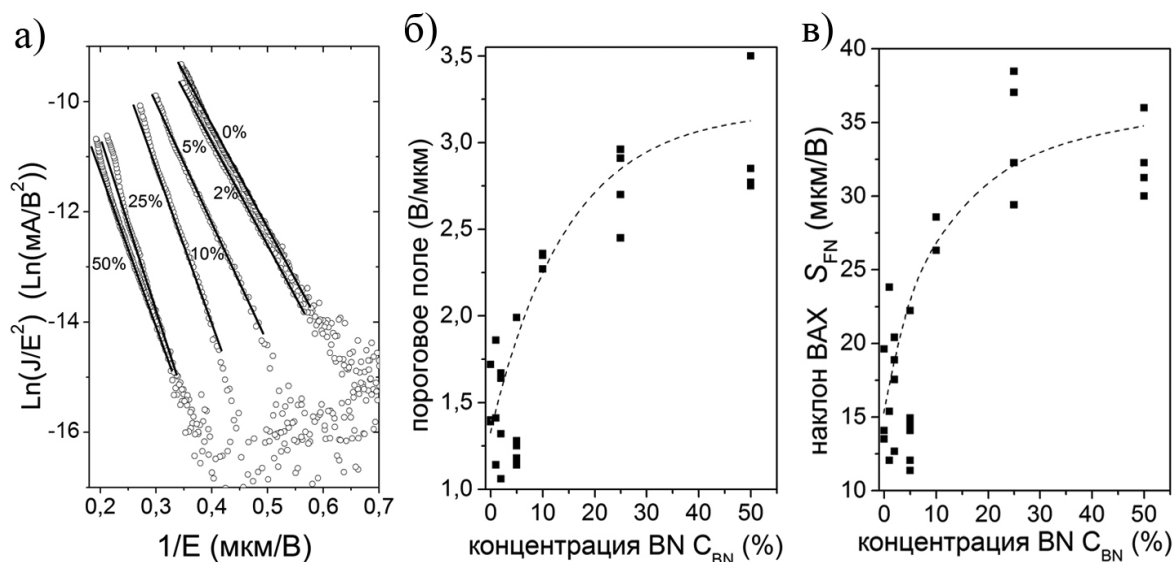 а)
Ln(J/E²) (Ln(мА/В²))
-10
-12
-14
-16
0%
5%
2%
25%
10%
50%
0,2 0,3 0,4 0,5 0,6 0,7
1/E (мкм/В)
б)
пороговое поле (В/мкм)
3,5
3,0
2,5
2,0
1,5
1,0
0 10 20 30 40 50
концентрация BN C_BN (%)
в)
наклон ВАХ S_FN (мкм/В)
40
35
30
25
20
15
10
0 10 20 30 40 50
концентрация BN C_BN (%)